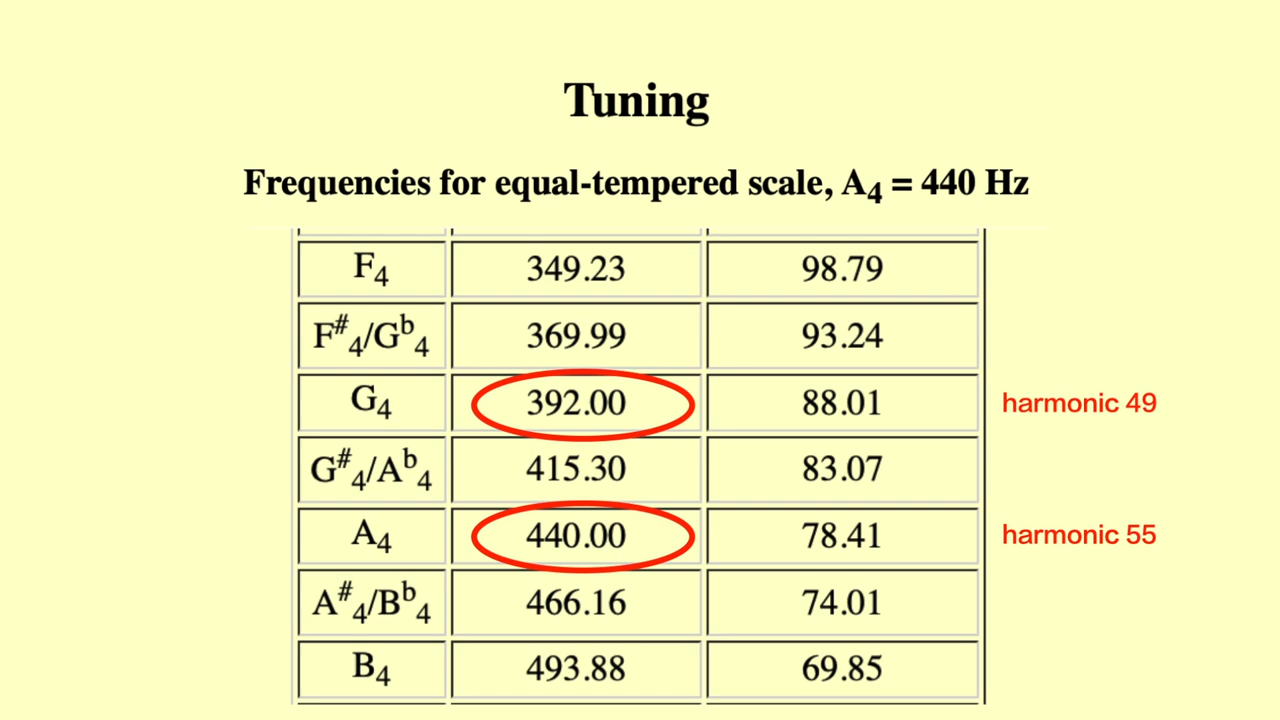 Tuning
Frequencies for equal-tempered scale, A4 = 440 Hz
F4 349.23 98.79
F#4/Gb4 369.99 93.24
G4 392.00 88.01 harmonic 49
G#4/Ab4 415.30 83.07
A4 440.00 78.41 harmonic 55
A#4/Bb4 466.16 74.01
B4 493.88 69.85